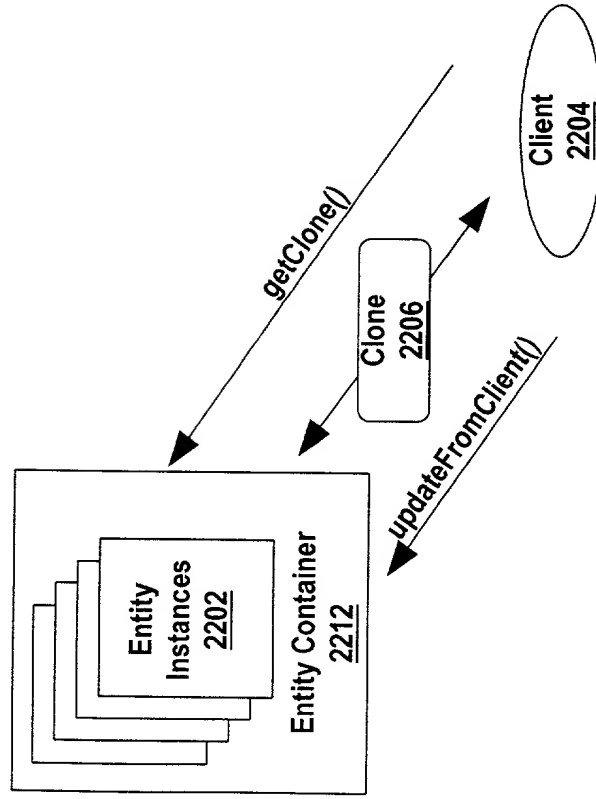 Entity
Instances
2202
Entity Container
2212
getClone()
Clone
2206
updateFromClient()
Client
2204